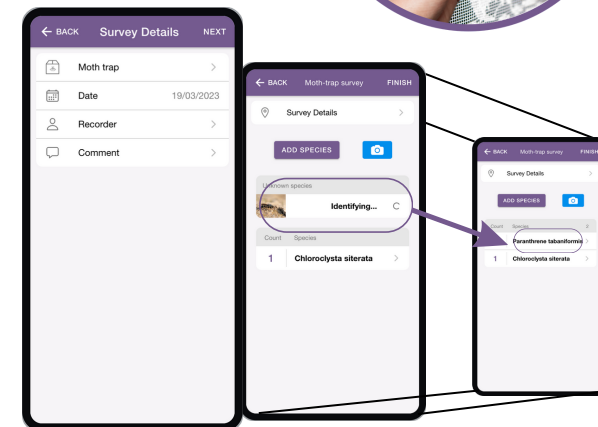 BACK Survey Details NEXT
Moth trap
Date 19/03/2023
Recorder
Comment
BACK Moth-trap survey FINISH
Survey Details
ADD SPECIES
Unknown species
Identifying...
Count Species
1 Chloroclysta siterata
BACK Moth-trap survey FINISH
Survey Details
ADD SPECIES
Count Species 2
Paranthrene tabaniformis
1 Chloroclysta siterata